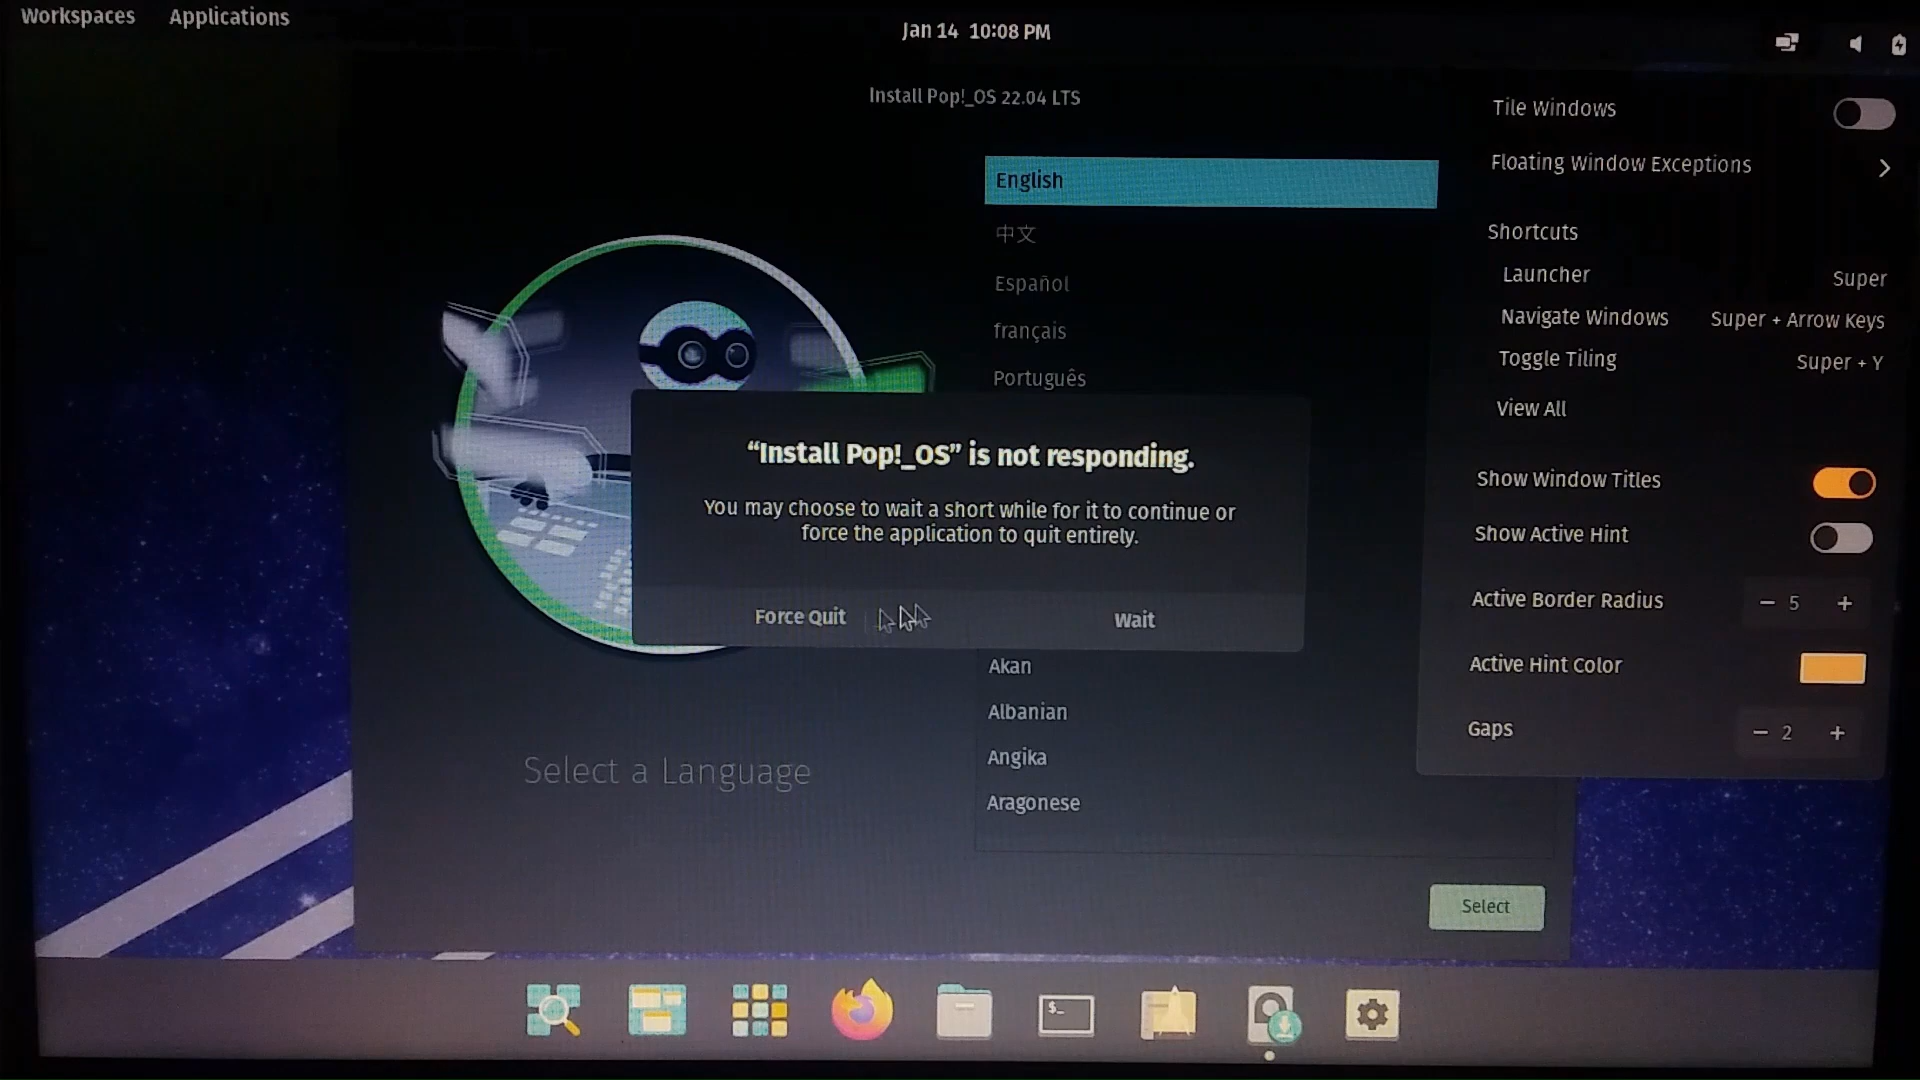 Workspaces
Applications
Jan 14 10:08 PM
Install Pop!_OS 22.04 LTS
English
中文
Español
français
Português
Akan
Albanian
Angika
Aragonese
Select a Language
Select
“Install Pop!_OS” is not responding.
You may choose to wait a short while for it to continue or
force the application to quit entirely.
Force Quit
Wait
Tile Windows
Floating Window Exceptions
Shortcuts
Launcher Super
Navigate Windows Super + Arrow Keys
Toggle Tiling Super + Y
View All
Show Window Titles
Show Active Hint
Active Border Radius − 5 +
Active Hint Color
Gaps − 2 +
$_